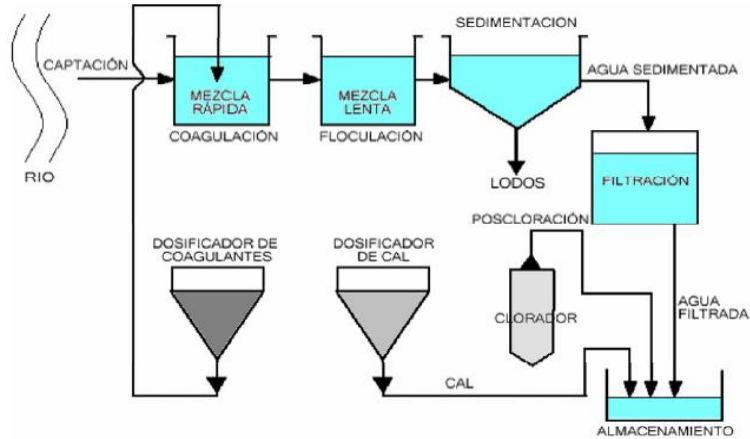 SEDIMENTACION
CAPTACIÓN
AGUA SEDIMENTADA
MEZCLA
RÁPIDA
MEZCLA
LENTA
COAGULACIÓN
FLOCULACIÓN
RIO
LODOS
FILTRACIÓN
POSCLORACIÓN
DOSIFICADOR DE
COAGULANTES
DOSIFICADOR
DE CAL
CLORADOR
AGUA
FILTRADA
CAL
ALMACENAMIENTO